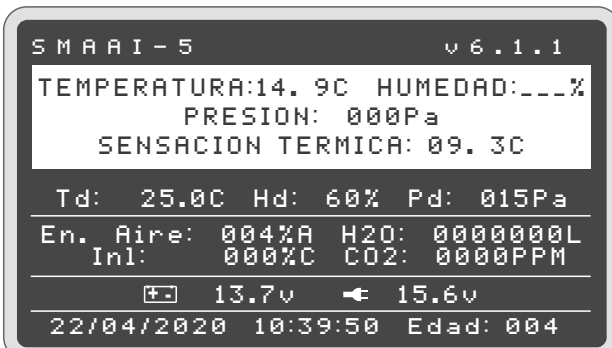 SMAAI-5 v6.1.1
TEMPERATURA:14.9C HUMEDAD:___%
PRESION: 000Pa
SENSACION TERMICA: 09.3C
Td: 25.0C Hd: 60% Pd: 015Pa
En. Aire: 004%A H2O: 0000000L
Inl: 000%C CO2: 0000PPM
13.7v 15.6v
22/04/2020 10:39:50 Edad: 004